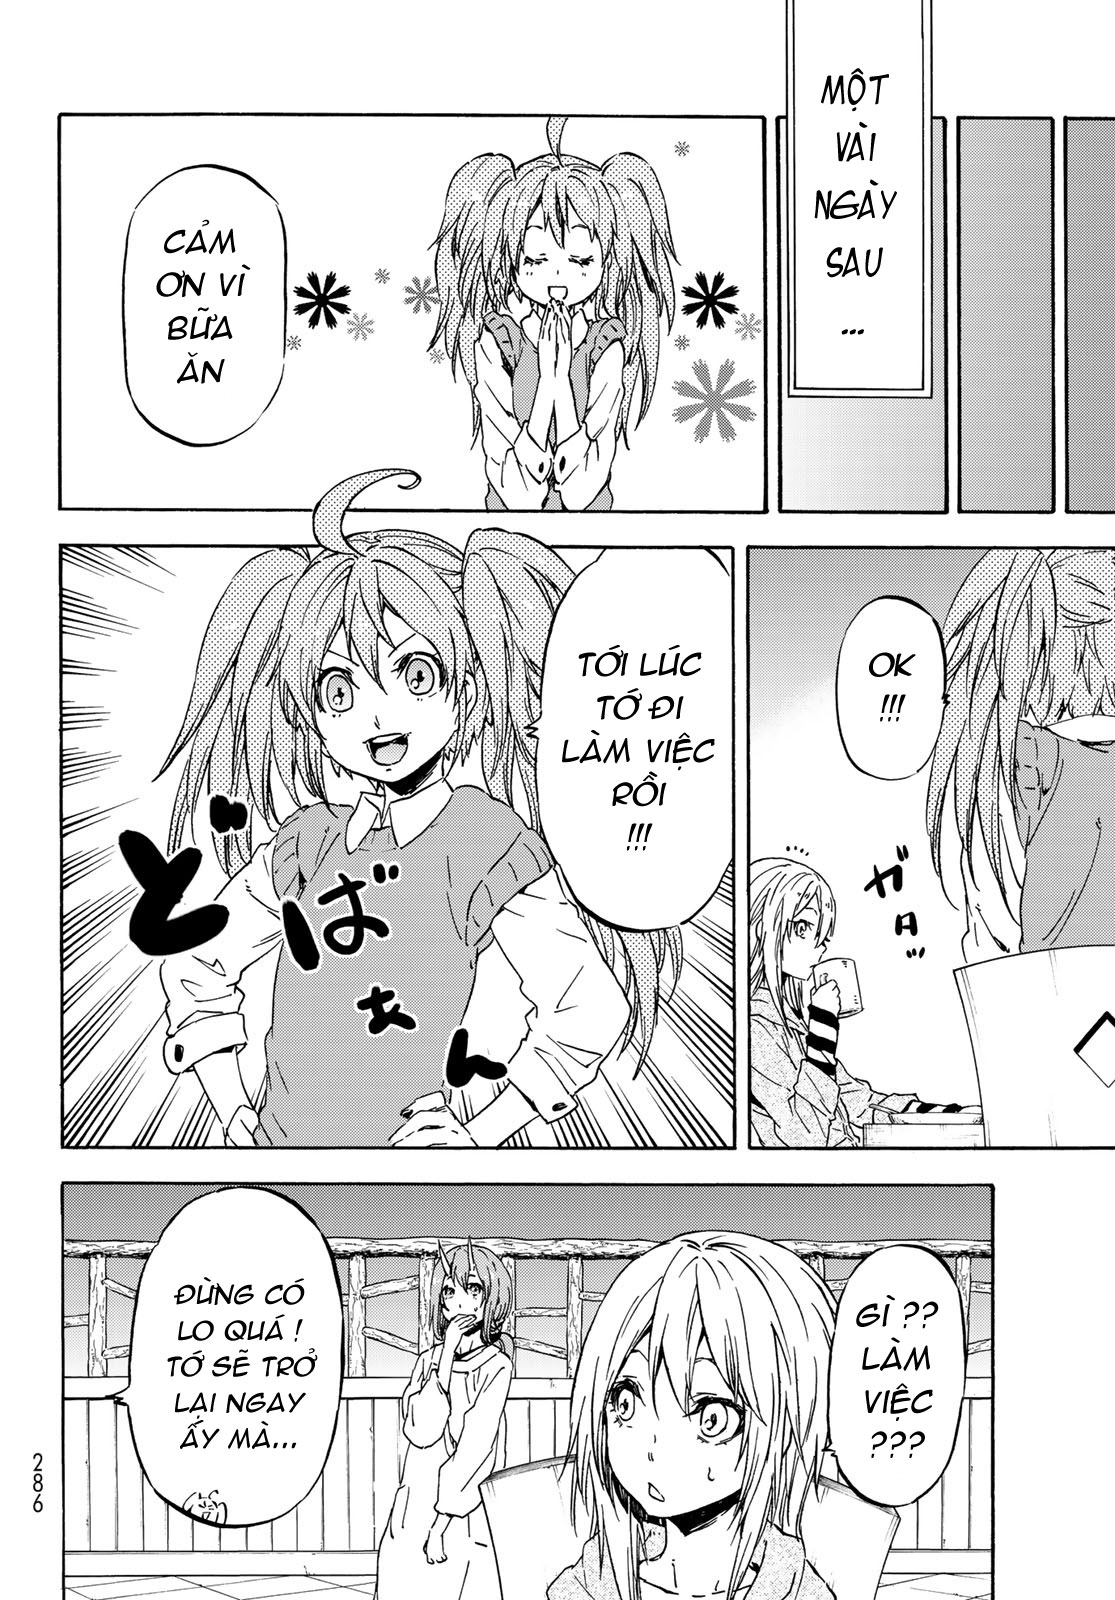 MỘT
VÀI
NGÀY
SAU
...
CẢM
ƠN VÌ
BỮA
ĂN
OK
!!!
ガタッ
TỚI LÚC
TỚ ĐI
LÀM VIỆC
RỒI
!!!
どばぁん
GÌ ??
LÀM
VIỆC
???
ĐỪNG CÓ
LO QUÁ !
TỚ SẼ TRỞ
LẠI NGAY
ẤY MÀ...
286